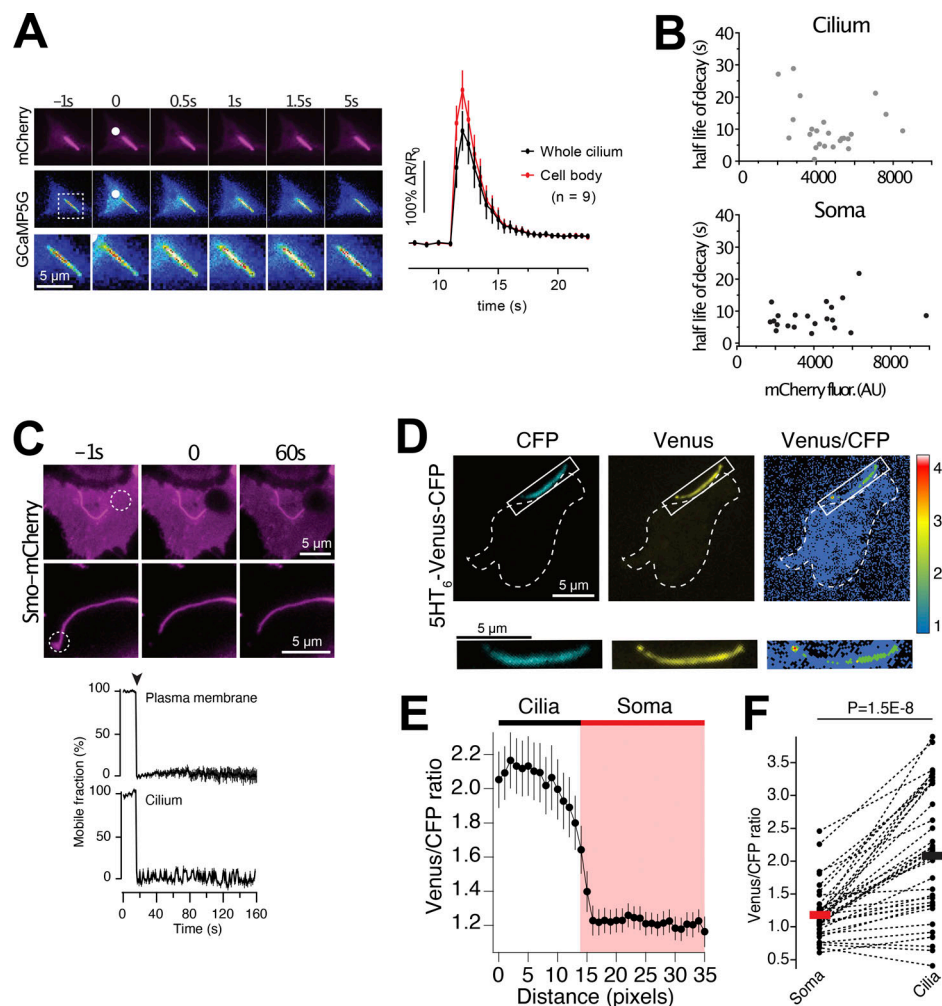 A
−1s 0 0.5s 1s 1.5s 5s
mCherry
GCaMP5G
5 µm
100% ΔR/R0
Whole cilium
Cell body
(n = 9)
10 15 20
time (s)
B
Cilium
half life of decay (s)
40
30
20
10
0
0 4000 8000
Soma
half life of decay (s)
40
30
20
10
0
0 4000 8000
mCherry fluor. (AU)
C
−1s 0 60s
Smo–mCherry
5 µm
5 µm
Mobile fraction (%)
100
50
0
Plasma membrane
100
50
0
Cilium
0 40 80 120 160
Time (s)
D
CFP Venus Venus/CFP
5HT6-Venus-CFP
5 µm
4
3
2
1
5 µm
E
Cilia Soma
Venus/CFP ratio
2.2
2.0
1.8
1.6
1.4
1.2
0 5 10 15 20 25 30 35
Distance (pixels)
F
P=1.5E-8
Venus/CFP ratio
3.5
3.0
2.5
2.0
1.5
1.0
0.5
Soma Cilia